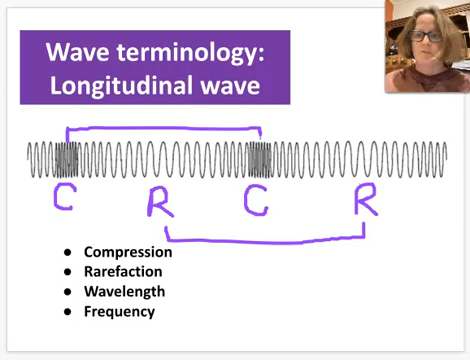 Wave terminology:
Longitudinal wave
C R C R
● Compression
● Rarefaction
● Wavelength
● Frequency